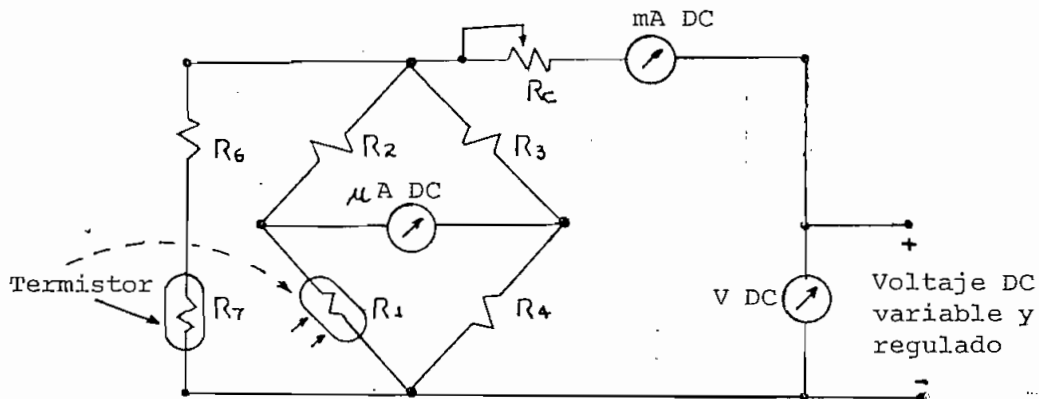 mA DC
Rc
R6
R2
R3
μA DC
Termistor
R7
R1
R4
V DC
+
Voltaje DC
variable y
regulado
-